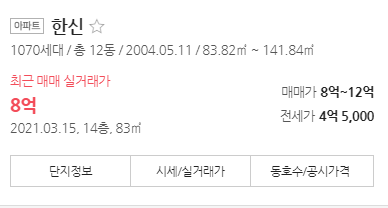 아파트 한신
1070세대 / 총 12동 / 2004.05.11 / 83.82㎡ ~ 141.84㎡
최근 매매 실거래가
8억
2021.03.15, 14층, 83㎡
매매가 8억~12억
전세가 4억 5,000
단지정보 시세/실거래가 동호수/공시가격